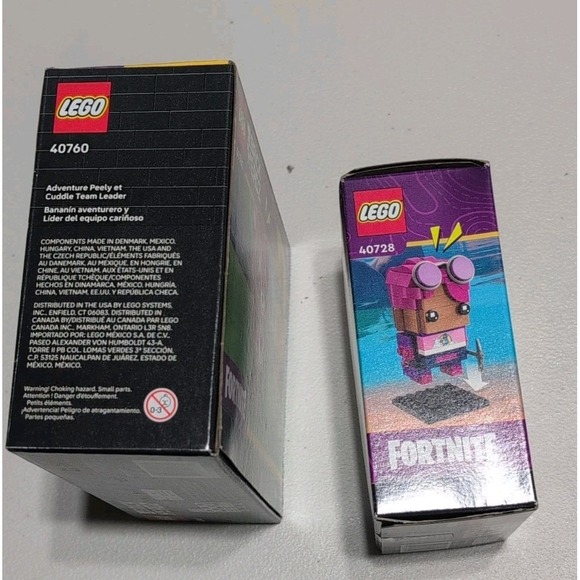 LEGO
40760
Adventure Peely et
Cuddle Team Leader
Bananín aventurero y
Líder del equipo cariñoso
COMPONENTS MADE IN DENMARK, MEXICO,
HUNGARY, CHINA, VIETNAM, THE USA AND
THE CZECH REPUBLIC/ÉLÉMENTS FABRIQUÉS
AU DANEMARK, AU MEXIQUE, EN HONGRIE, EN
CHINE, AU VIETNAM, AUX ÉTATS-UNIS ET EN
RÉPUBLIQUE TCHÈQUE/COMPONENTES
HECHOS EN DINAMARCA, MÉXICO, HUNGRÍA,
CHINA, VIETNAM, EE.UU. Y REPÚBLICA CHECA.
DISTRIBUTED IN THE USA BY LEGO SYSTEMS,
INC., ENFIELD, CT 06083. DISTRIBUTED IN
CANADA BY/DISTRIBUÉ AU CANADA PAR LEGO
CANADA INC., MARKHAM, ONTARIO L3R 5N8.
IMPORTADO POR: LEGO MÉXICO S.A. DE C.V.,
PASEO ALEXANDER VON HUMBOLDT 43-A,
TORRE II PB COL. LOMAS VERDES 3ª SECCIÓN,
C.P. 53125 NAUCALPAN DE JUÁREZ, ESTADO DE
MÉXICO, MÉXICO.
Warning! Choking hazard. Small parts.
Attention ! Danger d'étouffement.
Petits éléments.
¡Advertencia! Peligro de atragantamiento.
Partes pequeñas.
0-3
FORTNITE
LEGO
40728
FORTNITE